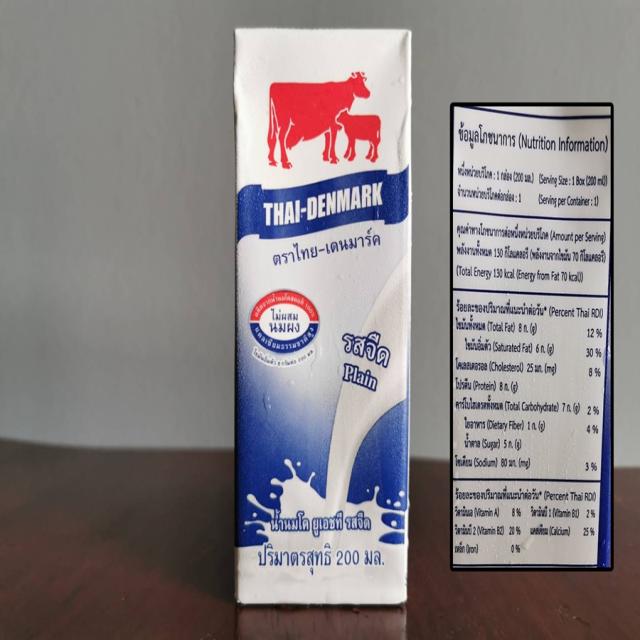 THAI-DENMARK
ตราไทย-เดนมาร์ค
ไม่ผสม
นมผง
รสจืด
Plain
น้ำนมโค ยูเอชที รสจืด
ปริมาตรสุทธิ 200 มล.
ข้อมูลโภชนาการ (Nutrition Information)
หนึ่งหน่วยบริโภค : 1 กล่อง (200 มล.) (Serving Size : 1 Box (200 ml))
จำนวนหน่วยบริโภคต่อกล่อง : 1 (Serving per Container : 1)
คุณค่าทางโภชนาการต่อหนึ่งหน่วยบริโภค (Amount per Serving)
พลังงานทั้งหมด 130 กิโลแคลอรี (พลังงานจากไขมัน 70 กิโลแคลอรี)
(Total Energy 130 kcal (Energy from Fat 70 kcal))
ร้อยละของปริมาณที่แนะนำต่อวัน* (Percent Thai RDI)
ไขมันทั้งหมด (Total Fat) 8 ก. (g) 12 %
ไขมันอิ่มตัว (Saturated Fat) 6 ก. (g) 30 %
โคเลสเตอรอล (Cholesterol) 25 มก. (mg) 8 %
โปรตีน (Protein) 8 ก. (g)
คาร์โบไฮเดรตทั้งหมด (Total Carbohydrate) 7 ก. (g) 2 %
ใยอาหาร (Dietary Fiber) 1 ก. (g) 4 %
น้ำตาล (Sugar) 5 ก. (g)
โซเดียม (Sodium) 80 มก. (mg) 3 %
ร้อยละของปริมาณที่แนะนำต่อวัน* (Percent Thai RDI)
วิตามินเอ (Vitamin A) 8 % วิตามินบี 1 (Vitamin B1) 2 %
วิตามินบี 2 (Vitamin B2) 20 % แคลเซียม (Calcium) 25 %
เหล็ก (Iron) 0 %